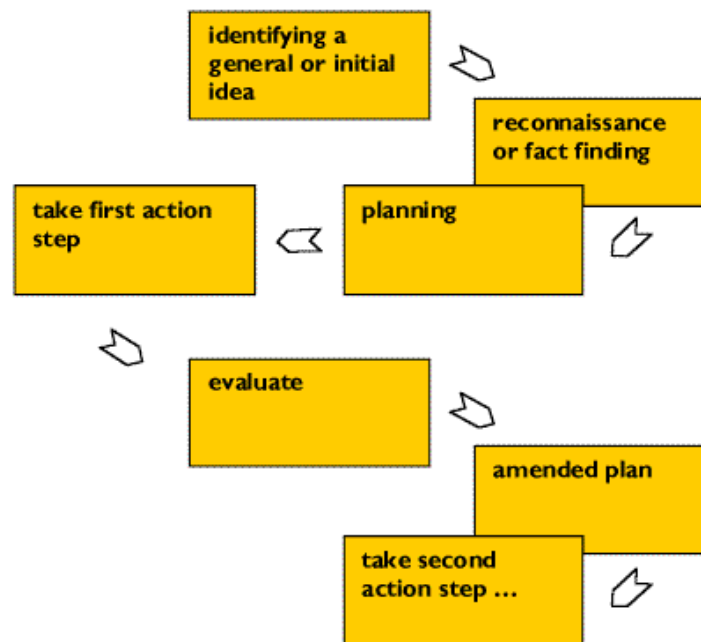 identifying a
general or initial
idea
reconnaissance
or fact finding
planning
take first action
step
evaluate
amended plan
take second
action step ...